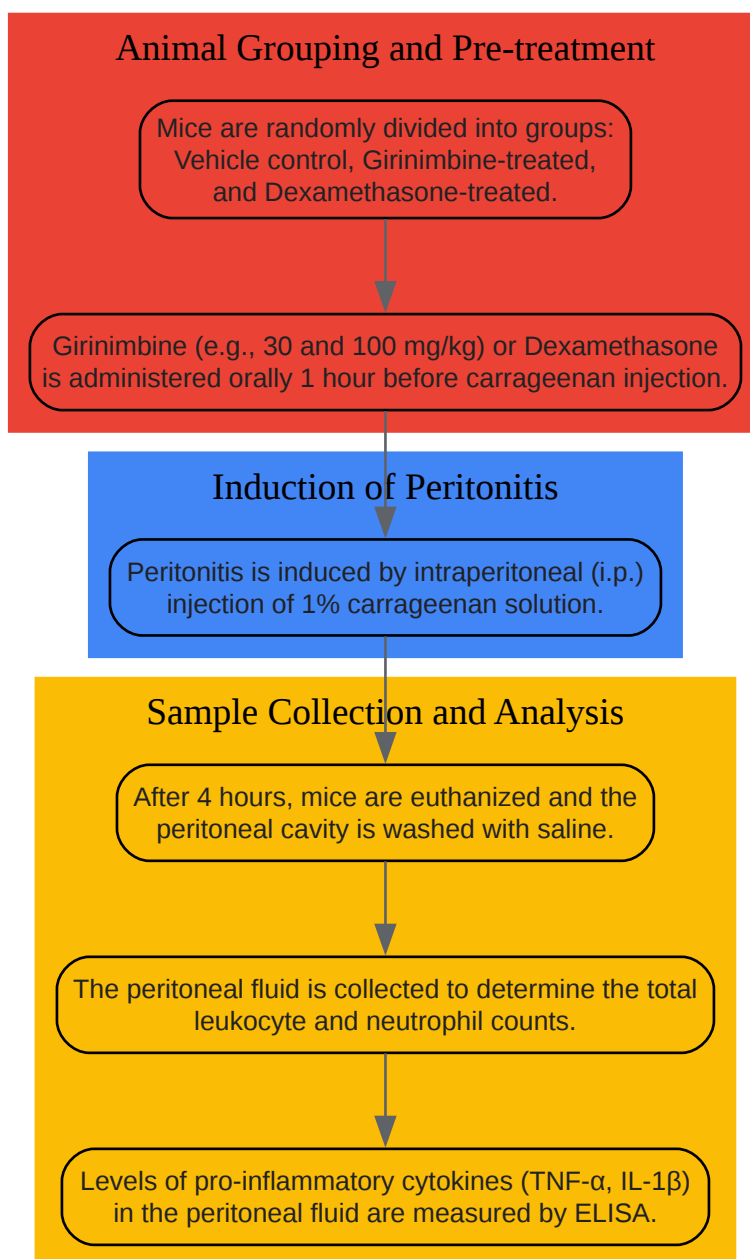 Animal Grouping and Pre-treatment
Mice are randomly divided into groups:
Vehicle control, Girinimbine-treated,
and Dexamethasone-treated.
Girinimbine (e.g., 30 and 100 mg/kg) or Dexamethasone
is administered orally 1 hour before carrageenan injection.
Induction of Peritonitis
Peritonitis is induced by intraperitoneal (i.p.)
injection of 1% carrageenan solution.
Sample Collection and Analysis
After 4 hours, mice are euthanized and the
peritoneal cavity is washed with saline.
The peritoneal fluid is collected to determine the total
leukocyte and neutrophil counts.
Levels of pro-inflammatory cytokines (TNF-α, IL-1β)
in the peritoneal fluid are measured by ELISA.